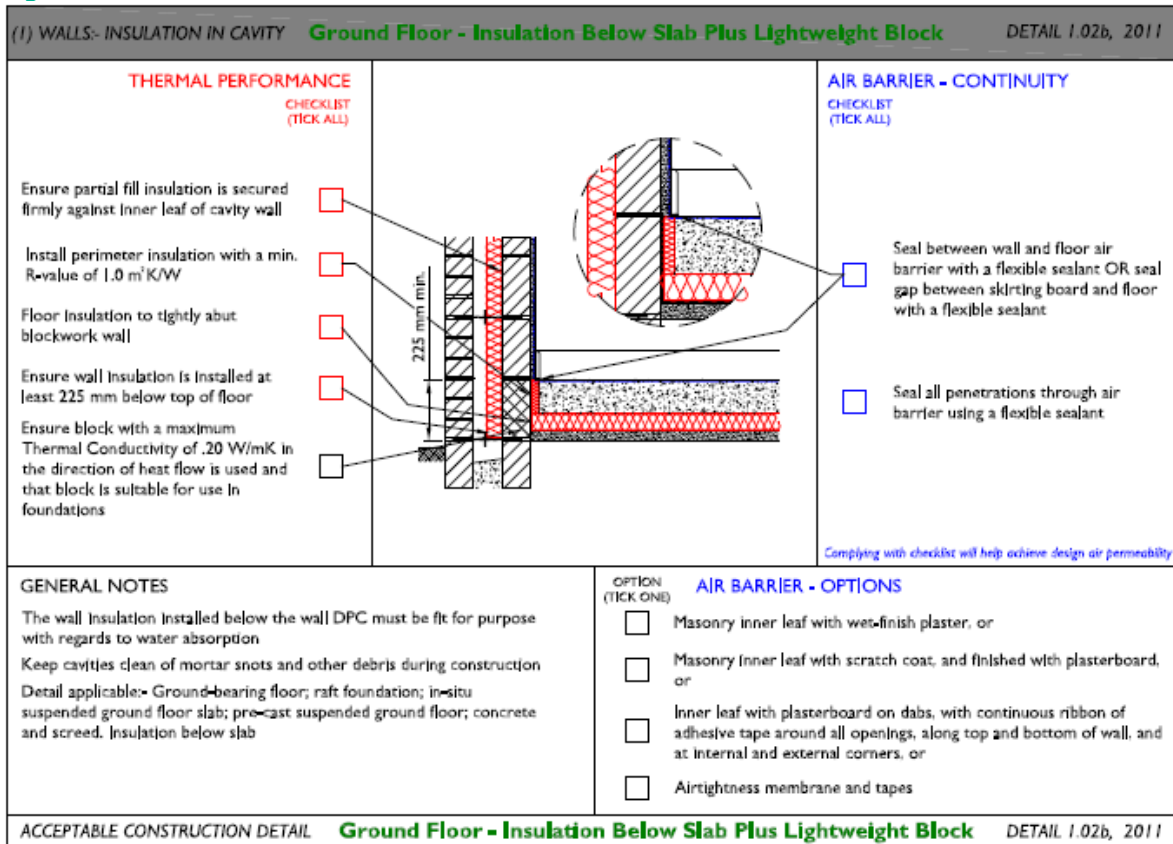 (1) WALLS:- INSULATION IN CAVITY Ground Floor - Insulation Below Slab Plus Lightweight Block DETAIL 1.02b, 2011
THERMAL PERFORMANCE
CHECKLIST
(TICK ALL)
Ensure partial fill insulation is secured
firmly against inner leaf of cavity wall
Install perimeter insulation with a min.
R-value of 1.0 m²K/W
Floor insulation to tightly abut
blockwork wall
Ensure wall insulation is installed at
least 225 mm below top of floor
Ensure block with a maximum
Thermal Conductivity of .20 W/mK in
the direction of heat flow is used and
that block is suitable for use in
foundations
225 mm min.
AIR BARRIER - CONTINUITY
CHECKLIST
(TICK ALL)
Seal between wall and floor air
barrier with a flexible sealant OR seal
gap between skirting board and floor
with a flexible sealant
Seal all penetrations through air
barrier using a flexible sealant
Complying with checklist will help achieve design air permeability
GENERAL NOTES
The wall insulation installed below the wall DPC must be fit for purpose
with regards to water absorption
Keep cavities clean of mortar snots and other debris during construction
Detail applicable:- Ground-bearing floor; raft foundation; in-situ
suspended ground floor slab; pre-cast suspended ground floor; concrete
and screed. Insulation below slab
OPTION
(TICK ONE)
AIR BARRIER - OPTIONS
Masonry inner leaf with wet-finish plaster, or
Masonry inner leaf with scratch coat, and finished with plasterboard,
or
Inner leaf with plasterboard on dabs, with continuous ribbon of
adhesive tape around all openings, along top and bottom of wall, and
at internal and external corners, or
Airtightness membrane and tapes
ACCEPTABLE CONSTRUCTION DETAIL Ground Floor - Insulation Below Slab Plus Lightweight Block DETAIL 1.02b, 2011